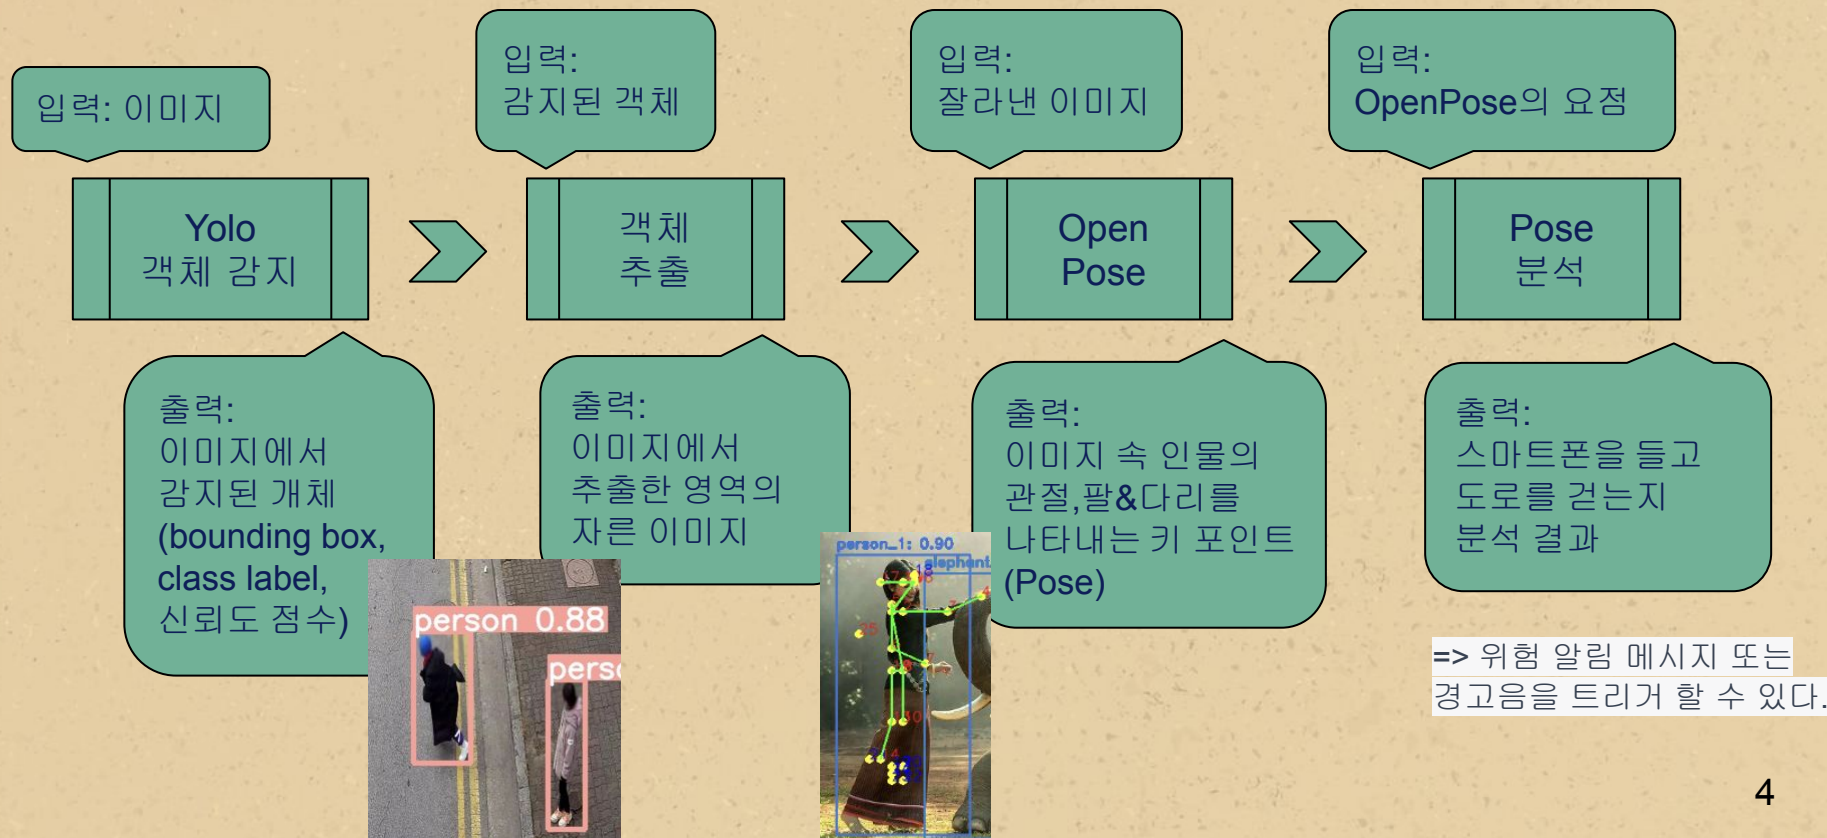 입력: 이미지
입력:
감지된 객체
입력:
잘라낸 이미지
입력:
OpenPose의 요점
Yolo
객체 감지
객체
추출
Open
Pose
Pose
분석
출력:
이미지에서
감지된 개체
(bounding box,
class label,
신뢰도 점수)
출력:
이미지에서
추출한 영역의
자른 이미지
출력:
이미지 속 인물의
관절,팔&다리를
나타내는 키 포인트
(Pose)
출력:
스마트폰을 들고
도로를 걷는지
분석 결과
person 0.88
perso
person_1: 0.90
elephant
18
25
=> 위험 알림 메시지 또는
경고음을 트리거 할 수 있다.
4